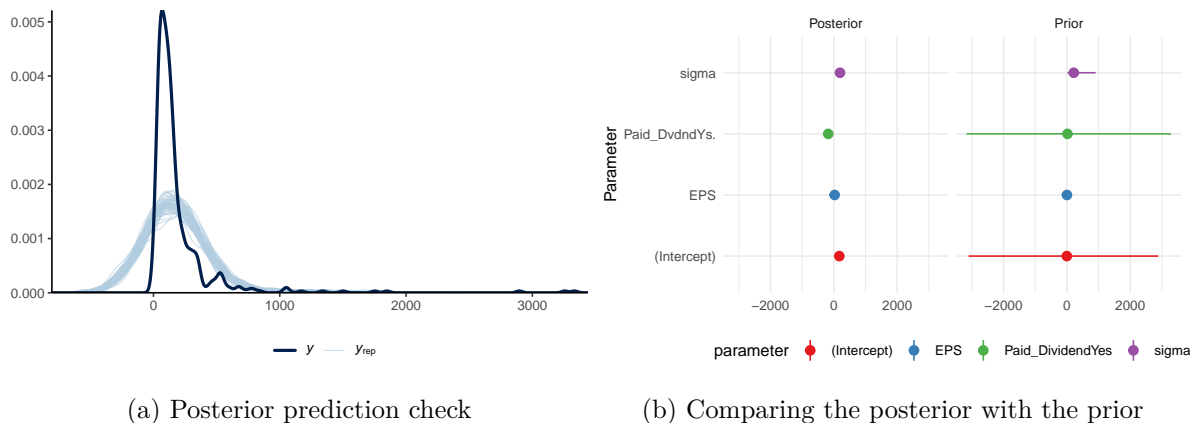 0.005
0.004
0.003
0.002
0.001
0.000
0 1000 2000 3000
y yrep
(a) Posterior prediction check
Posterior Prior
Parameter
sigma
Paid_DvdndYs.
EPS
(Intercept)
−2000 0 2000 −2000 0 2000
parameter (Intercept) EPS Paid_DividendYes sigma
(b) Comparing the posterior with the prior